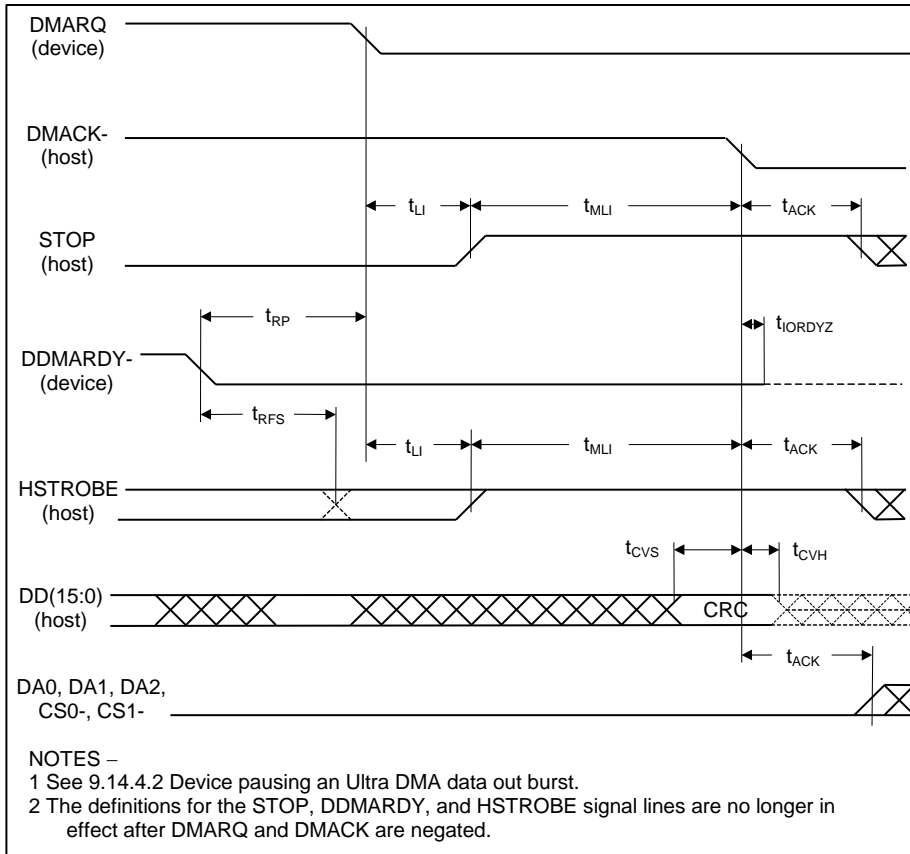 DMARQ
(device)
DMACK-
(host)
tLI
tMLI
tACK
STOP
(host)
tRP
tIORDYZ
DDMARDY-
(device)
tRFS
tLI
tMLI
tACK
HSTROBE
(host)
tCVS
tCVH
DD(15:0)
(host)
CRC
tACK
DA0, DA1, DA2,
CS0-, CS1-
NOTES –
1 See 9.14.4.2 Device pausing an Ultra DMA data out burst.
2 The definitions for the STOP, DDMARDY, and HSTROBE signal lines are no longer in
effect after DMARQ and DMACK are negated.